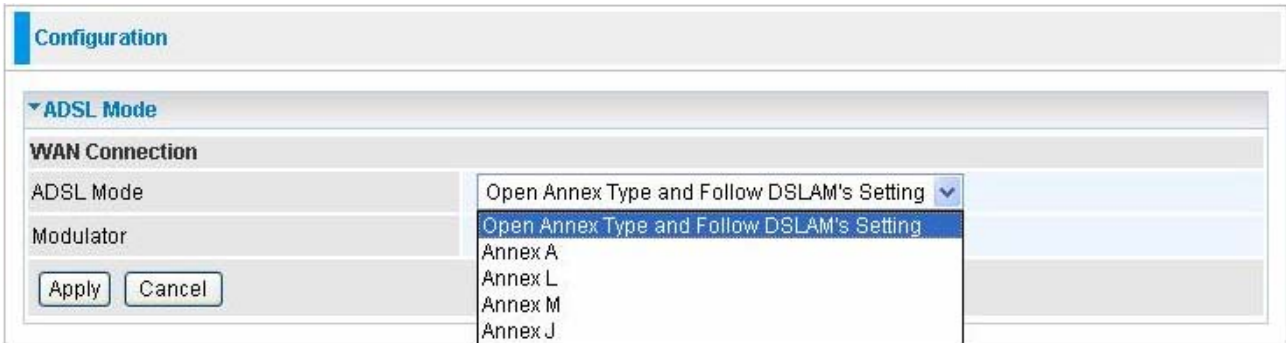 Configuration
ADSL Mode
WAN Connection
ADSL Mode
Open Annex Type and Follow DSLAM's Setting
Open Annex Type and Follow DSLAM's Setting
Modulator
Annex A
Annex L
Annex M
Annex J
Apply Cancel